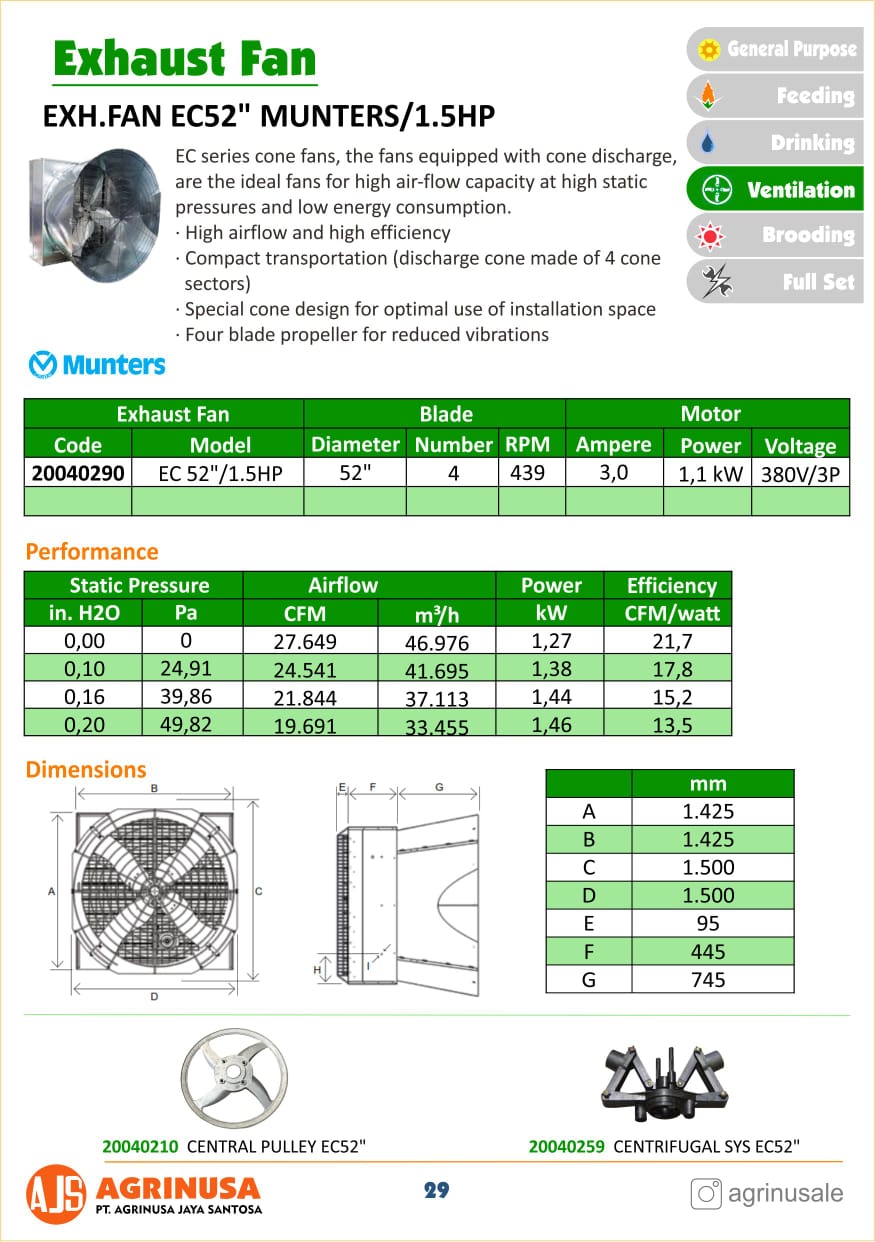 Exhaust Fan
EXH.FAN EC52" MUNTERS/1.5HP
General Purpose
Feeding
Drinking
Ventilation
Brooding
Full Set
EC series cone fans, the fans equipped with cone discharge,
are the ideal fans for high air-flow capacity at high static
pressures and low energy consumption.
· High airflow and high efficiency
· Compact transportation (discharge cone made of 4 cone
sectors)
· Special cone design for optimal use of installation space
· Four blade propeller for reduced vibrations
Munters
Exhaust Fan Blade Motor
Code Model Diameter Number RPM Ampere Power Voltage
20040290 EC 52"/1.5HP 52" 4 439 3,0 1,1 kW 380V/3P
Performance
Static Pressure Airflow Power Efficiency
in. H2O Pa CFM m³/h kW CFM/watt
0,00 0 27.649 46.976 1,27 21,7
0,10 24,91 24.541 41.695 1,38 17,8
0,16 39,86 21.844 37.113 1,44 15,2
0,20 49,82 19.691 33.455 1,46 13,5
Dimensions
B
A
C
D
E F G
H
I
mm
A 1.425
B 1.425
C 1.500
D 1.500
E 95
F 445
G 745
20040210 CENTRAL PULLEY EC52"
20040259 CENTRIFUGAL SYS EC52"
AJS AGRINUSA
PT. AGRINUSA JAYA SANTOSA
29
agrinusale